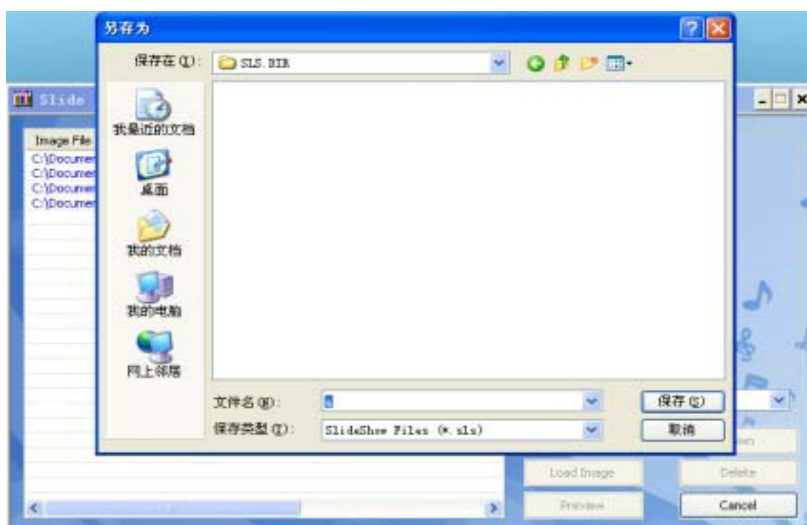 另存为
保存在(I):
SLS.DIR
Slide
Image File
C:\Documen
C:\Documen
C:\Documen
C:\Documen
我最近的文档
桌面
我的文档
我的电脑
网上邻居
文件名(N):
保存(S)
保存类型(T):
SlideShow Files (*.sls)
取消
Load Image
Delete
Preview
Cancel